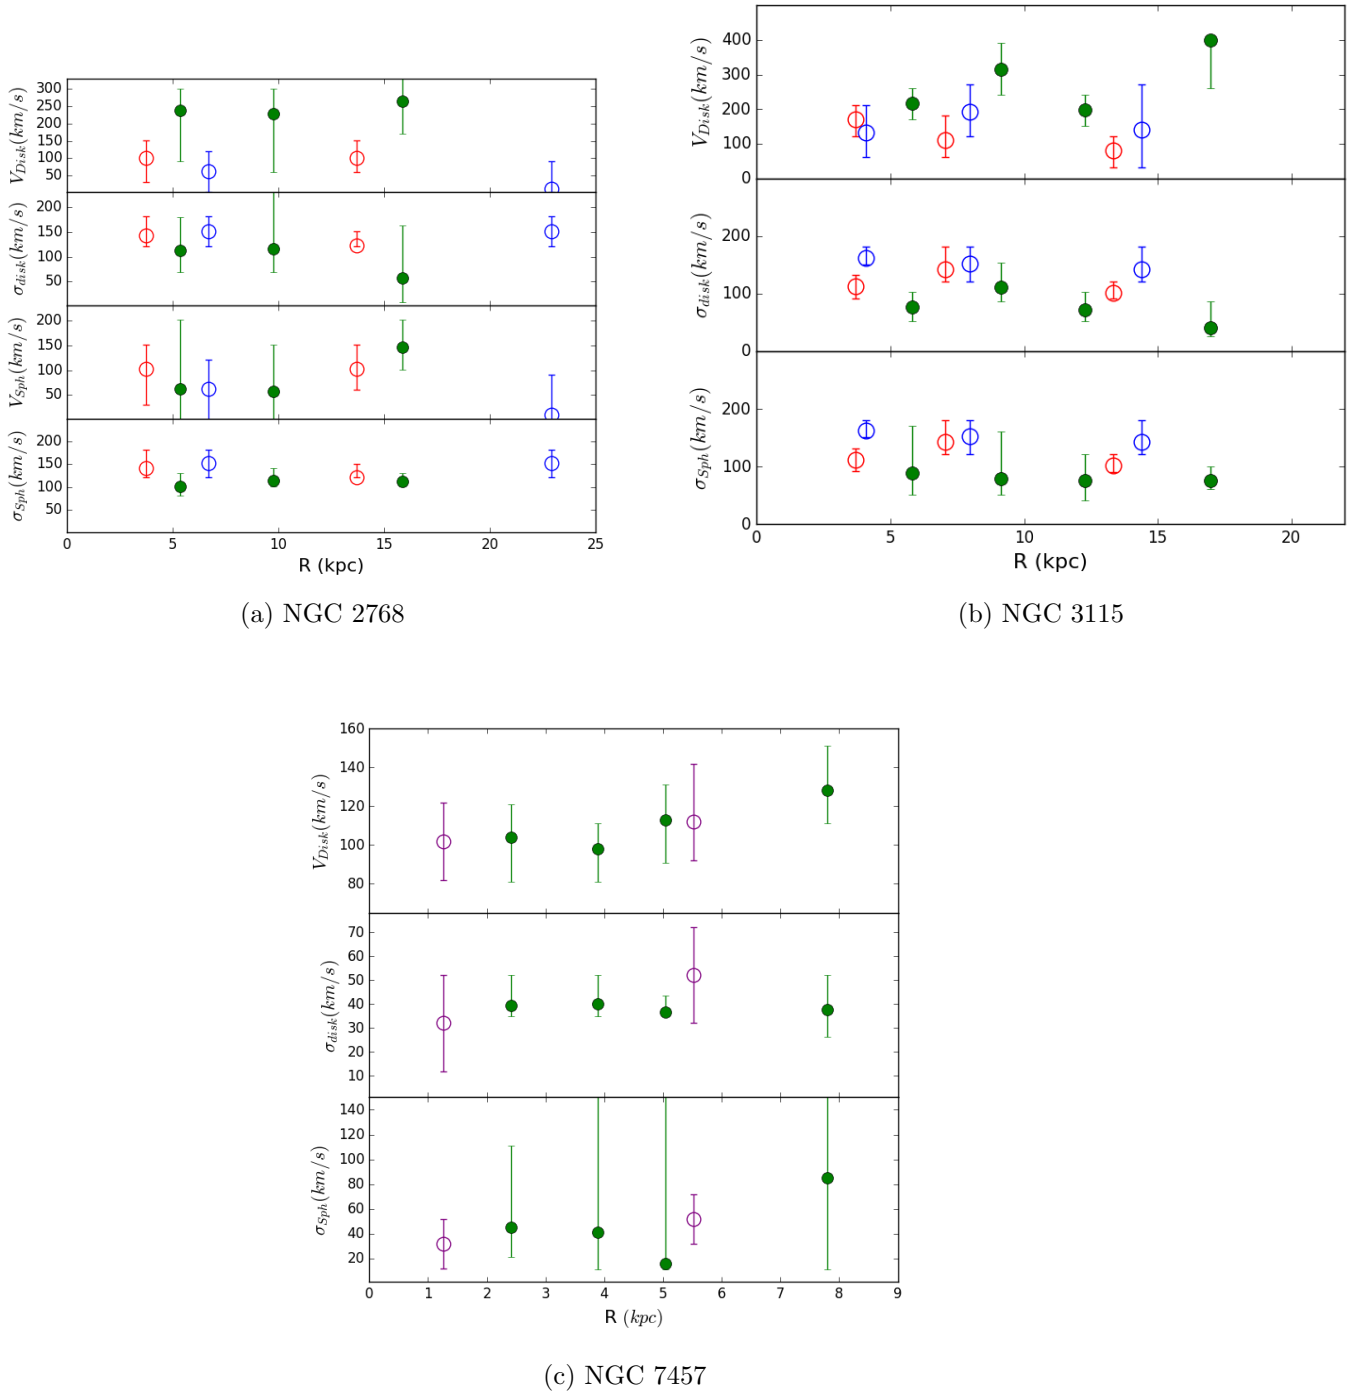 300
250
200
150
100
50
V_Disk(km/s)
200
150
100
50
σ_disk(km/s)
200
150
100
50
V_Sph(km/s)
200
150
100
50
σ_Sph(km/s)
0 5 10 15 20 25
R (kpc)
(a) NGC 2768
400
300
200
100
0
V_Disk(km/s)
200
100
0
σ_disk(km/s)
200
100
0
σ_Sph(km/s)
0 5 10 15 20
R (kpc)
(b) NGC 3115
160
140
120
100
80
V_Disk(km/s)
70
60
50
40
30
20
10
σ_disk(km/s)
140
120
100
80
60
40
20
σ_Sph(km/s)
0 1 2 3 4 5 6 7 8 9
R (kpc)
(c) NGC 7457